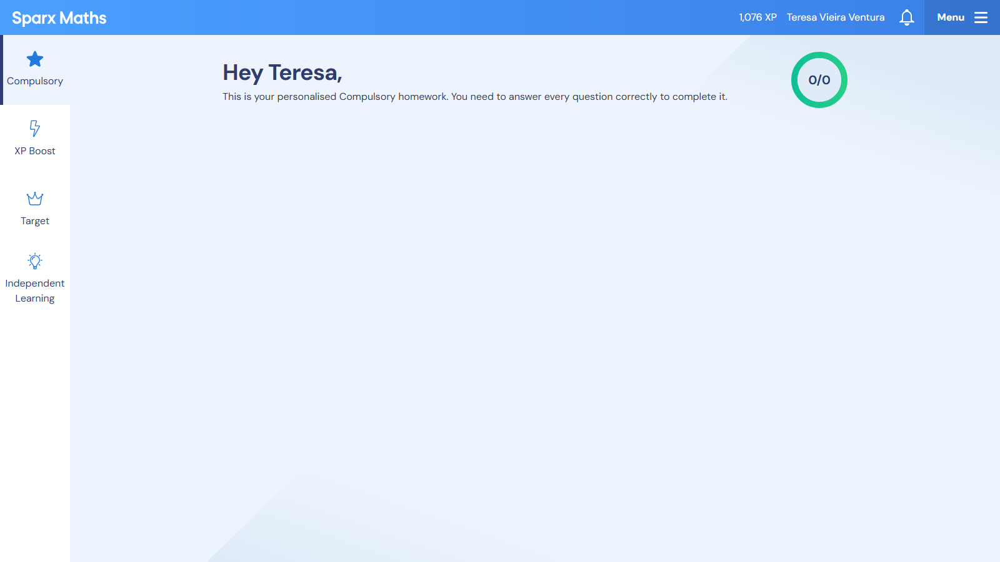 Sparx Maths
1,076 XP
Teresa Vieira Ventura
Menu
Compulsory
XP Boost
Target
Independent
Learning
Hey Teresa,
This is your personalised Compulsory homework. You need to answer every question correctly to complete it.
0/0